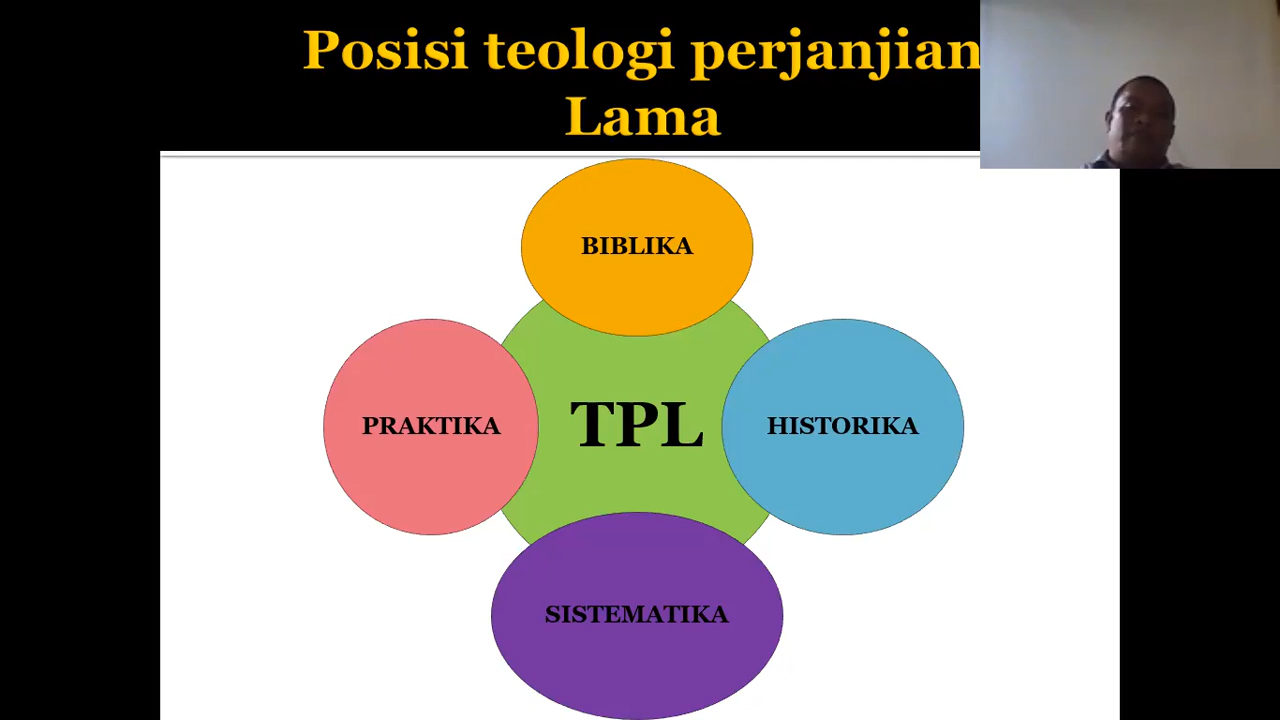 Posisi teologi perjanjian
Lama
BIBLIKA
PRAKTIKA
TPL
HISTORIKA
SISTEMATIKA